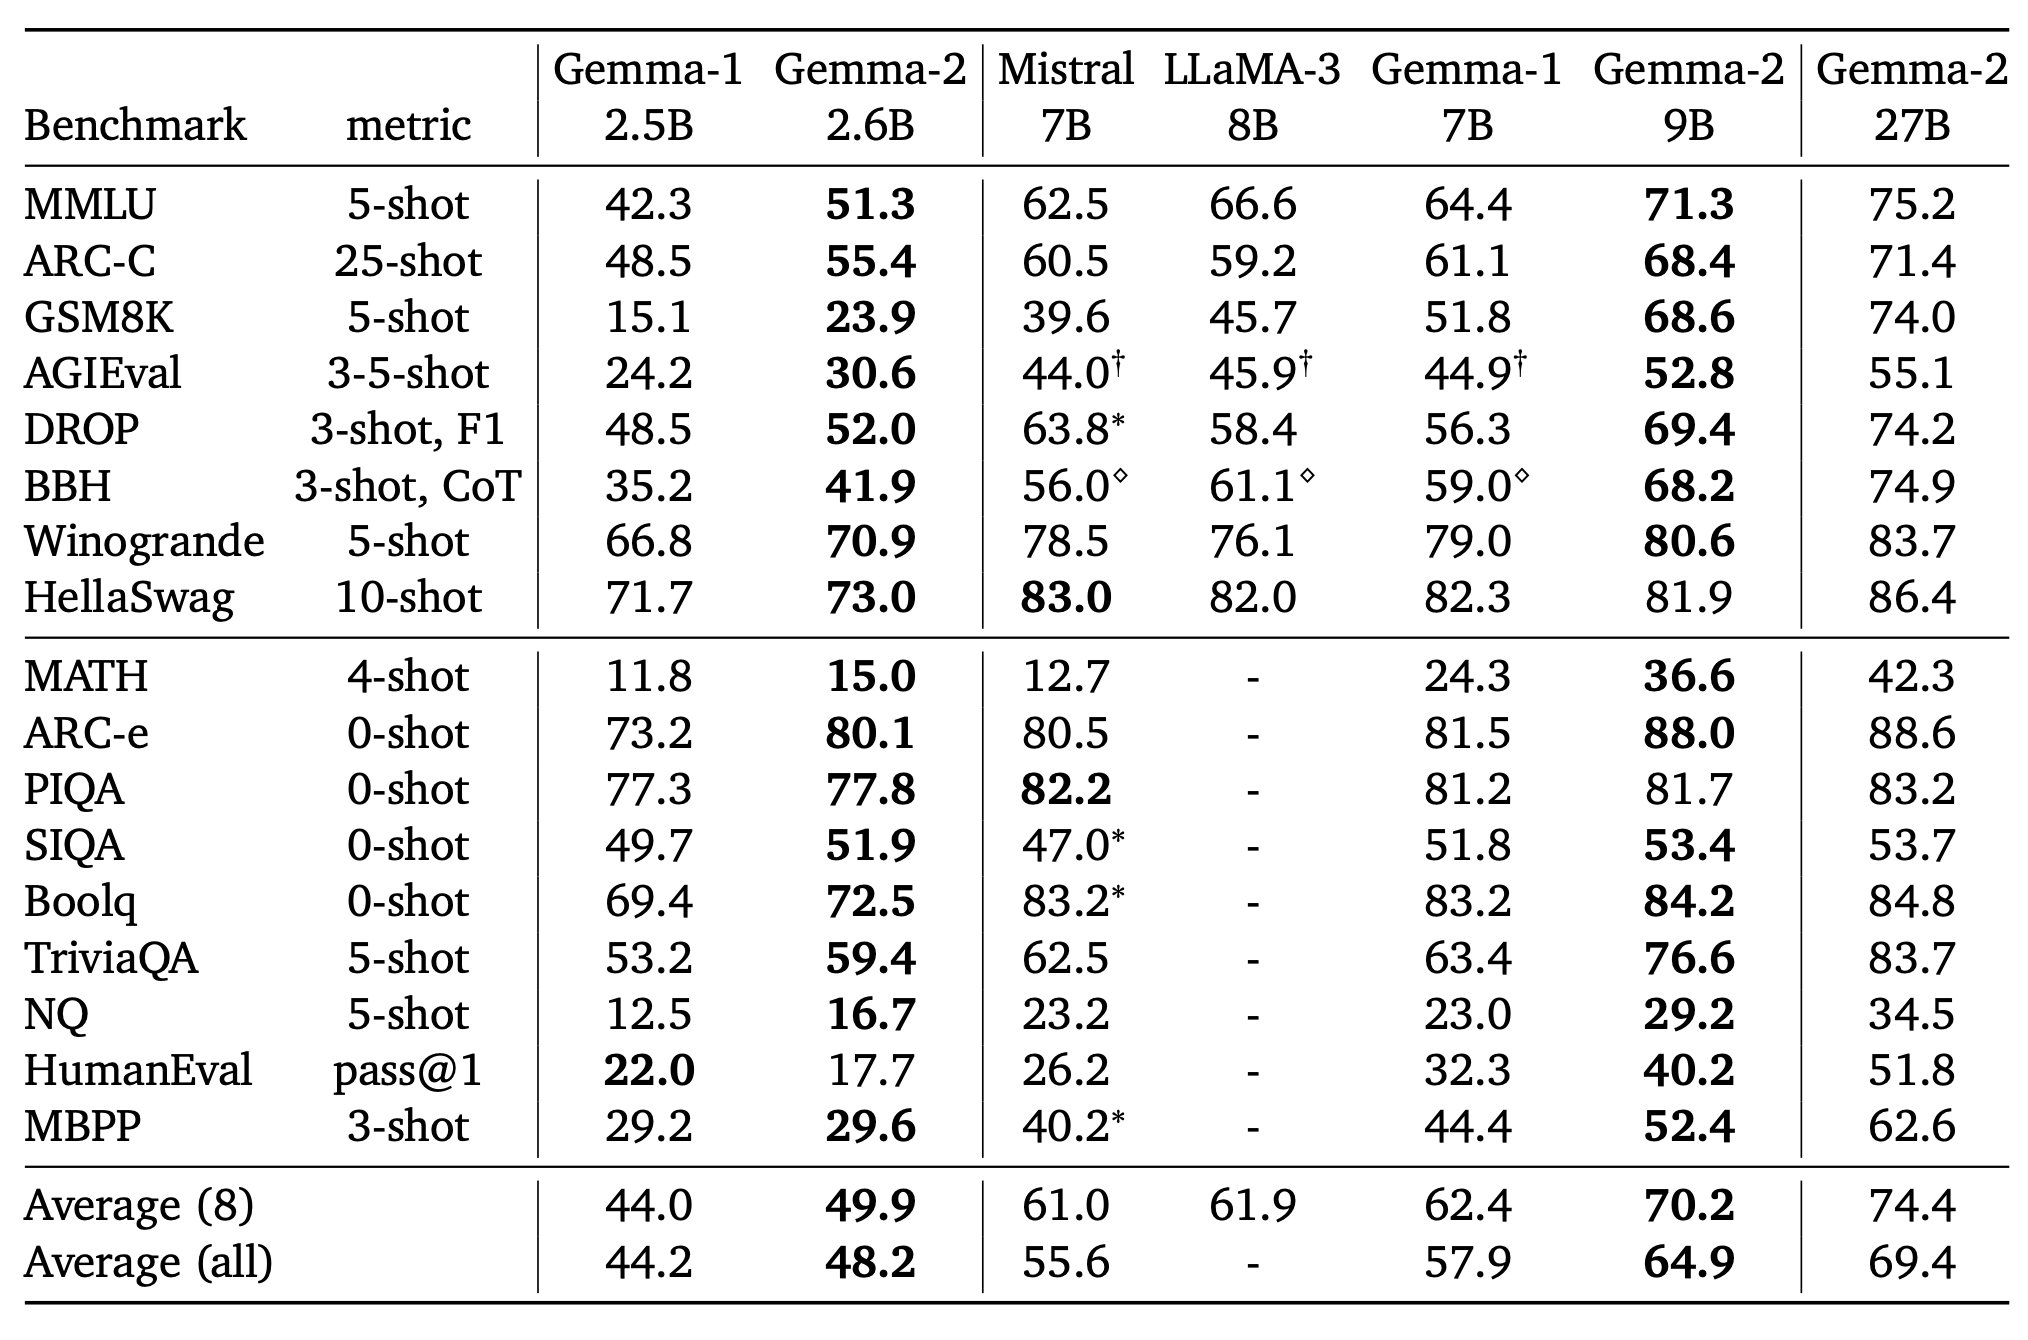 Gemma-1 Gemma-2 Mistral LLaMA-3 Gemma-1 Gemma-2 Gemma-2
Benchmark metric 2.5B 2.6B 7B 8B 7B 9B 27B
MMLU 5-shot 42.3 51.3 62.5 66.6 64.4 71.3 75.2
ARC-C 25-shot 48.5 55.4 60.5 59.2 61.1 68.4 71.4
GSM8K 5-shot 15.1 23.9 39.6 45.7 51.8 68.6 74.0
AGIEval 3-5-shot 24.2 30.6 44.0† 45.9† 44.9† 52.8 55.1
DROP 3-shot, F1 48.5 52.0 63.8* 58.4 56.3 69.4 74.2
BBH 3-shot, CoT 35.2 41.9 56.0⋄ 61.1⋄ 59.0⋄ 68.2 74.9
Winogrande 5-shot 66.8 70.9 78.5 76.1 79.0 80.6 83.7
HellaSwag 10-shot 71.7 73.0 83.0 82.0 82.3 81.9 86.4
MATH 4-shot 11.8 15.0 12.7 - 24.3 36.6 42.3
ARC-e 0-shot 73.2 80.1 80.5 - 81.5 88.0 88.6
PIQA 0-shot 77.3 77.8 82.2 - 81.2 81.7 83.2
SIQA 0-shot 49.7 51.9 47.0* - 51.8 53.4 53.7
Boolq 0-shot 69.4 72.5 83.2* - 83.2 84.2 84.8
TriviaQA 5-shot 53.2 59.4 62.5 - 63.4 76.6 83.7
NQ 5-shot 12.5 16.7 23.2 - 23.0 29.2 34.5
HumanEval pass@1 22.0 17.7 26.2 - 32.3 40.2 51.8
MBPP 3-shot 29.2 29.6 40.2* - 44.4 52.4 62.6
Average (8) 44.0 49.9 61.0 61.9 62.4 70.2 74.4
Average (all) 44.2 48.2 55.6 - 57.9 64.9 69.4